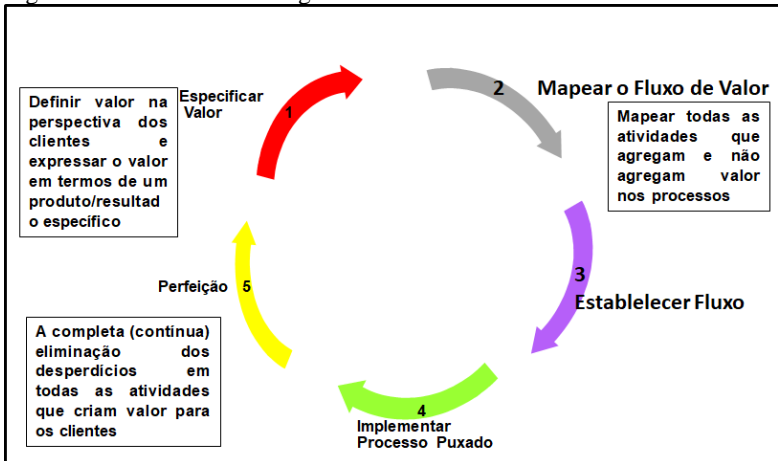 Especificar
Valor
1
Definir valor na
perspectiva dos
clientes e
expressar o valor
em termos de um
produto/resultad
o específico
2
Mapear o Fluxo de Valor
Mapear todas as
atividades que
agregam e não
agregam valor
nos processos
3
Establelecer Fluxo
4
Implementar
Processo Puxado
Perfeição 5
A completa (continua)
eliminação dos
desperdícios em
todas as atividades
que criam valor para
os clientes